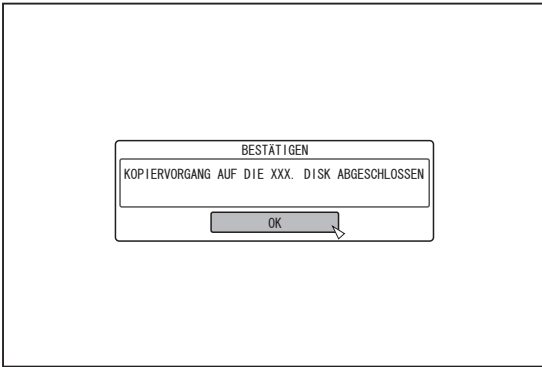 BESTÄTIGEN
KOPIERVORGANG AUF DIE XXX. DISK ABGESCHLOSSEN
OK